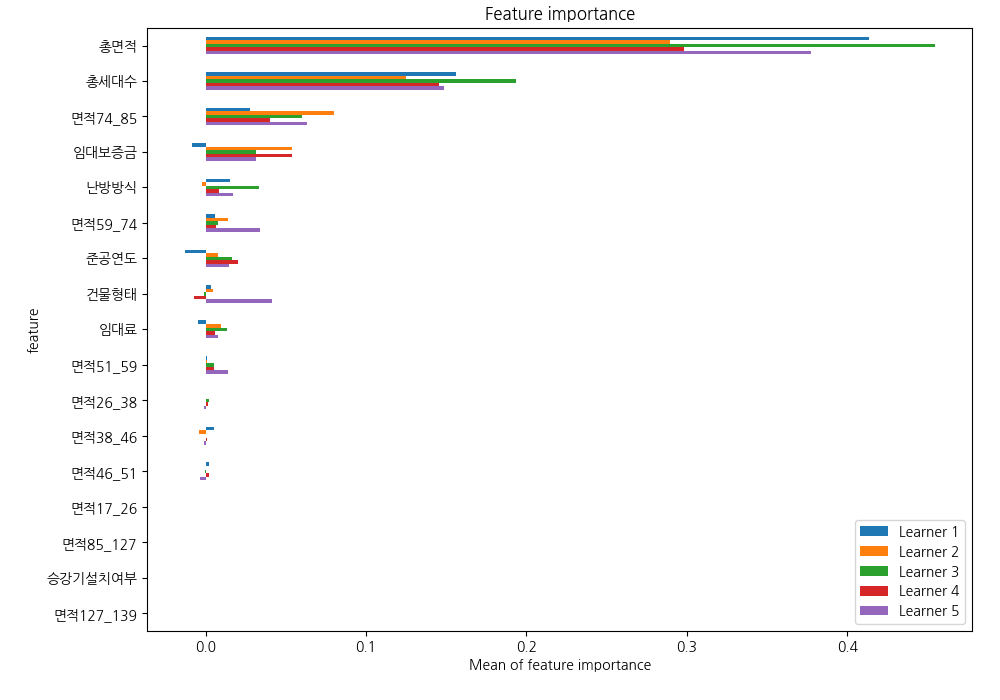 Feature importance
총면적
총세대수
면적74_85
임대보증금
난방방식
면적59_74
준공연도
건물형태
임대료
면적51_59
면적26_38
면적38_46
면적46_51
면적17_26
면적85_127
승강기설치여부
면적127_139
feature
Learner 1
Learner 2
Learner 3
Learner 4
Learner 5
0.0 0.1 0.2 0.3 0.4
Mean of feature importance